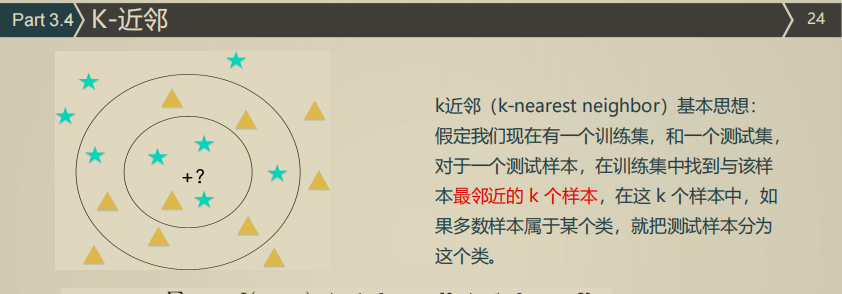 Part 3.4
K-近邻
24
+?
k近邻（k-nearest neighbor）基本思想：
假定我们现在有一个训练集，和一个测试集，
对于一个测试样本，在训练集中找到与该样
本最邻近的 k 个样本，在这 k 个样本中，如
果多数样本属于某个类，就把测试样本分为
这个类。